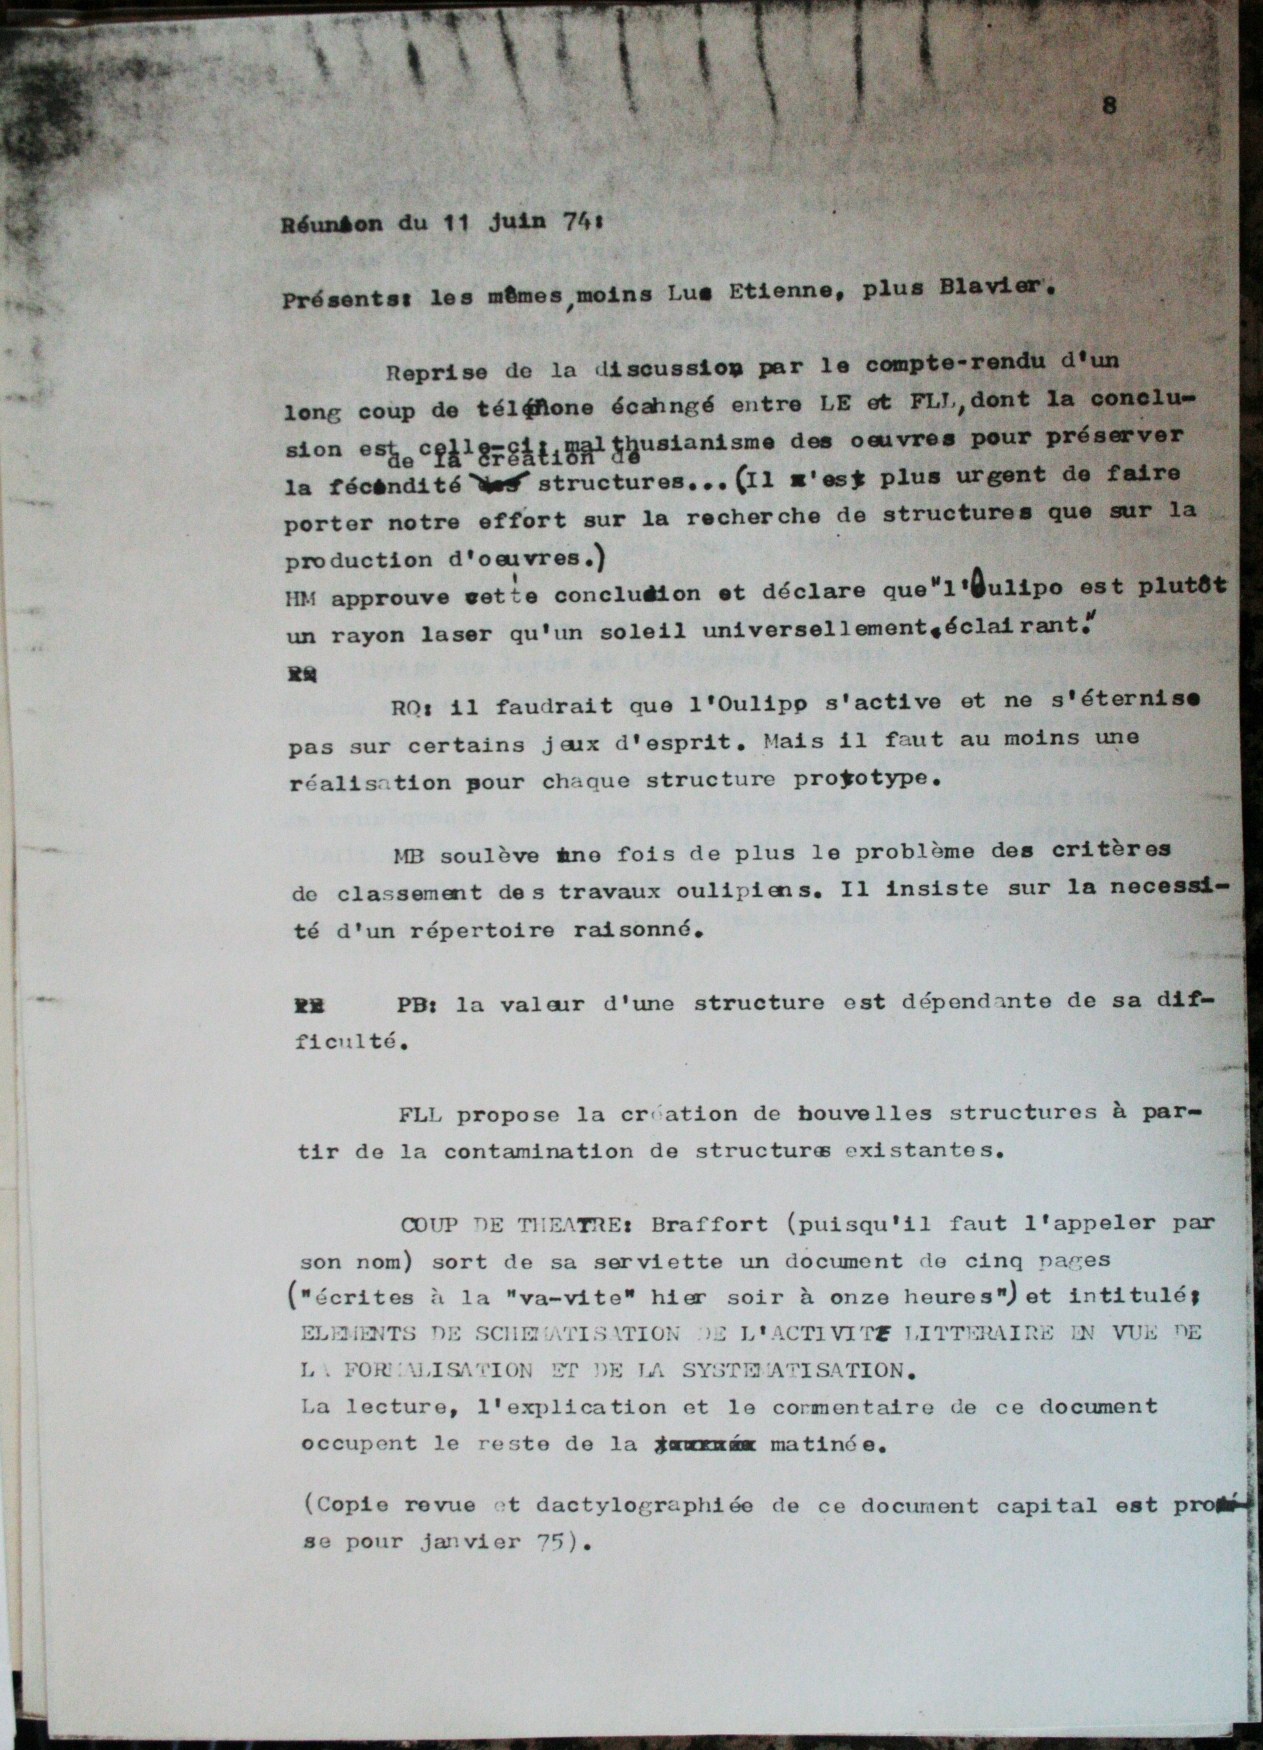 8
Réunion du 11 juin 74:
Présents: les mêmes, moins Luc Etienne, plus Blavier.
Reprise de la discussion par le compte-rendu d'un
long coup de téléphone écahngé entre LE et FLL, dont la conclu-
sion est celle-ci: malthusianisme des oeuvres pour préserver
de la création de
la fécondité structures... (Il n'est plus urgent de faire
porter notre effort sur la recherche de structures que sur la
production d'oeuvres.)
HM approuve cette conclusion et déclare que "l'Oulipo est plutôt
un rayon laser qu'un soleil universellement éclairant."
RQ: il faudrait que l'Oulipp s'active et ne s'éternise
pas sur certains jeux d'esprit. Mais il faut au moins une
réalisation pour chaque structure prototype.
MB soulève une fois de plus le problème des critères
de classement des travaux oulipiens. Il insiste sur la necessi-
té d'un répertoire raisonné.
PB: la valeur d'une structure est dépendante de sa dif-
ficulté.
FLL propose la création de nouvelles structures à par-
tir de la contamination de structures existantes.
COUP DE THEATRE: Braffort (puisqu'il faut l'appeler par
son nom) sort de sa serviette un document de cinq pages
("écrites à la "va-vite" hier soir à onze heures") et intitulé:
ELEMENTS DE SCHEMATISATION DE L'ACTIVITE LITTERAIRE EN VUE DE
LA FORMALISATION ET DE LA SYSTEMATISATION.
La lecture, l'explication et le commentaire de ce document
occupent le reste de la matinée.
(Copie revue et dactylographiée de ce document capital est promi-
se pour janvier 75).